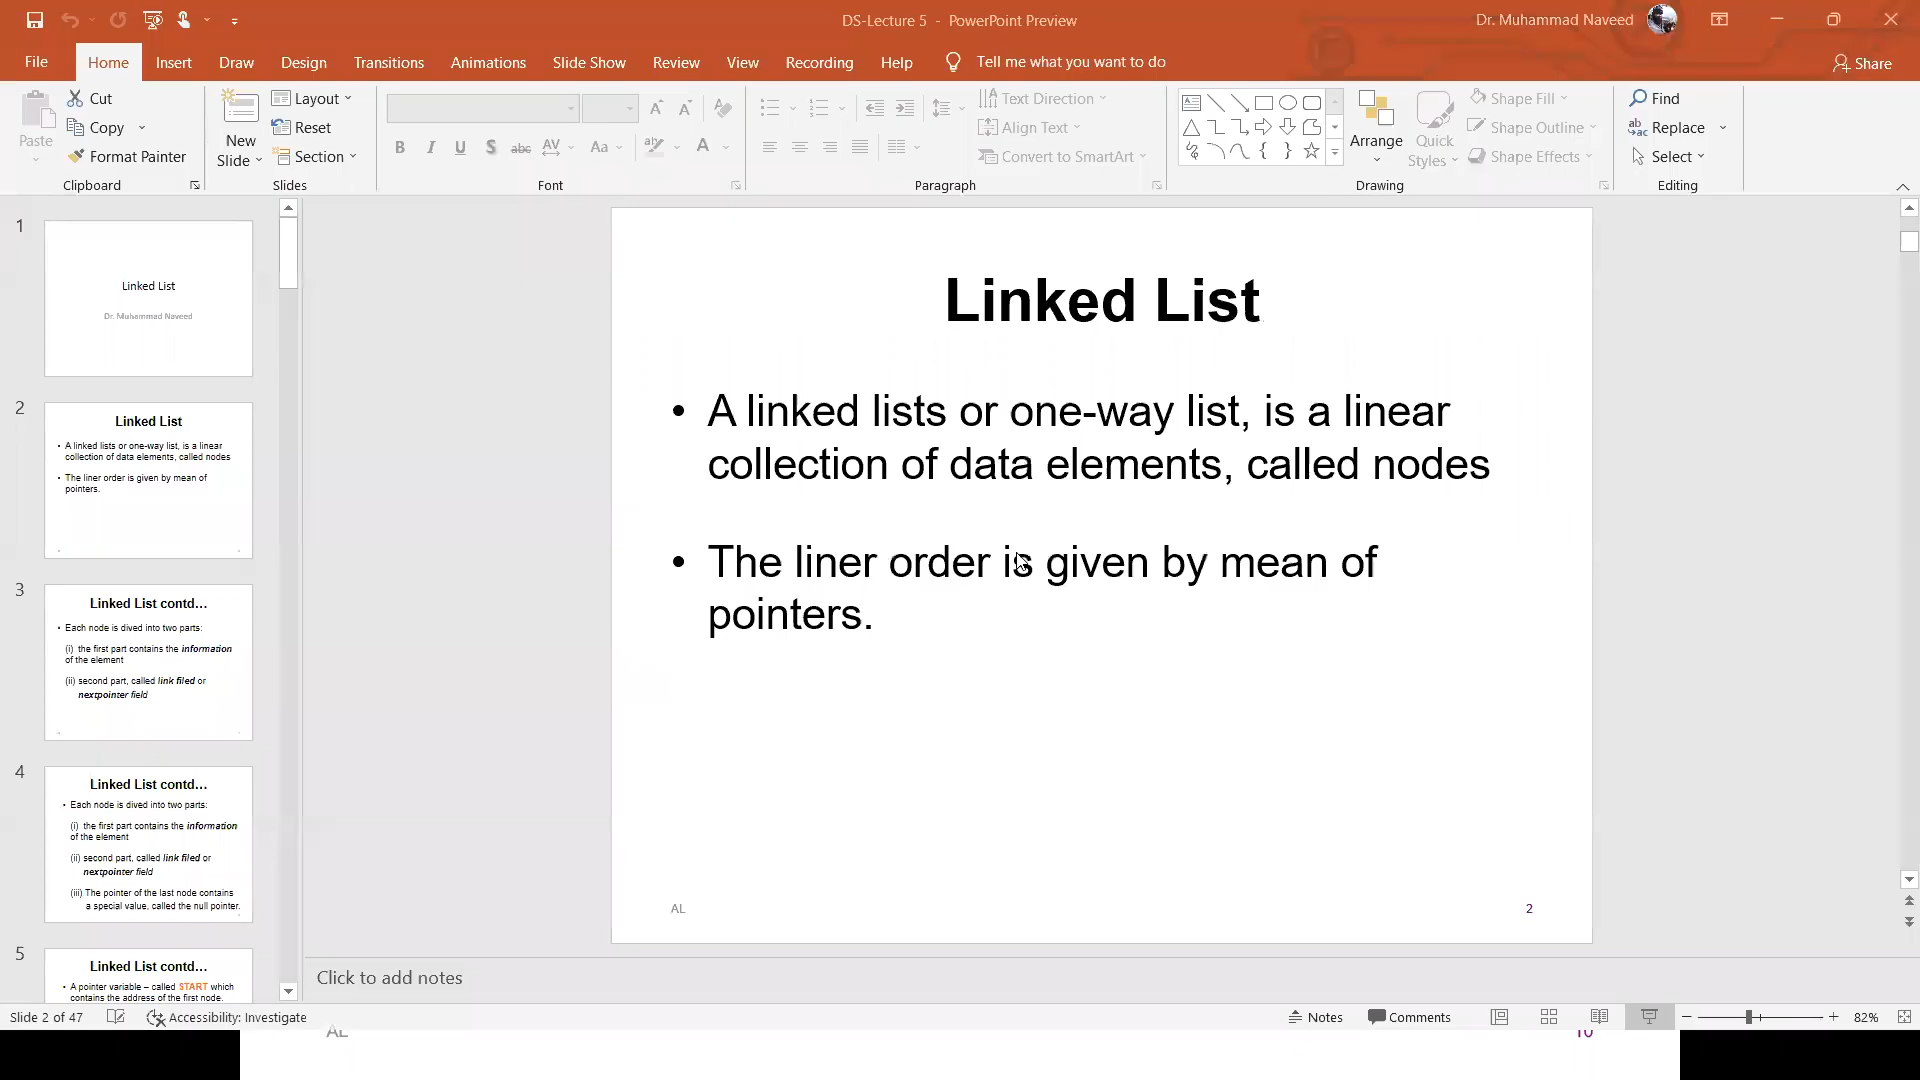 DS-Lecture 5 - PowerPoint Preview
Dr. Muhammad Naveed
File Home Insert Draw Design Transitions Animations Slide Show Review View Recording Help Tell me what you want to do Share
Paste
Cut
Copy
Format Painter
Clipboard
New
Slide
Layout
Reset
Section
Slides
B I U S abc AV Aa A
Font
Text Direction
Align Text
Convert to SmartArt
Paragraph
Arrange
Quick
Styles
Shape Fill
Shape Outline
Shape Effects
Drawing
Find
Replace
Select
Editing
1
Linked List
Dr. Muhammad Naveed
2
Linked List
• A linked lists or one-way list, is a linear
collection of data elements, called nodes
• The liner order is given by mean of
pointers.
3
Linked List contd...
• Each node is dived into two parts:
(i) the first part contains the information
of the element
(ii) second part, called link filed or
nextpointer field
4
Linked List contd...
• Each node is dived into two parts:
(i) the first part contains the information
of the element
(ii) second part, called link filed or
nextpointer field
(iii) The pointer of the last node contains
a special value, called the null pointer.
5
Linked List contd...
• A pointer variable – called START which
contains the address of the first node.
Linked List
• A linked lists or one-way list, is a linear
collection of data elements, called nodes
• The liner order is given by mean of
pointers.
AL 2
Click to add notes
Slide 2 of 47 Accessibility: Investigate Notes Comments 82%
AL 10